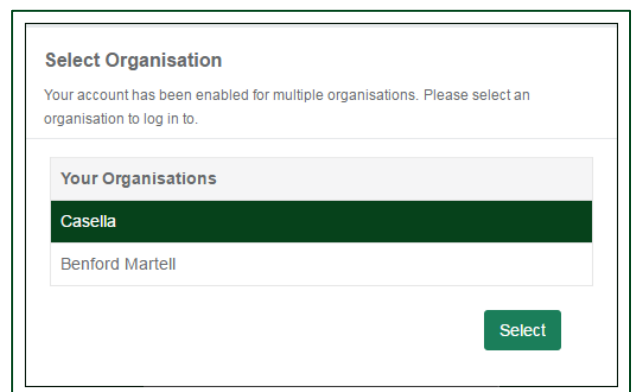 Select Organisation
Your account has been enabled for multiple organisations. Please select an
organisation to log in to.
Your Organisations
Casella
Benford Martell
Select